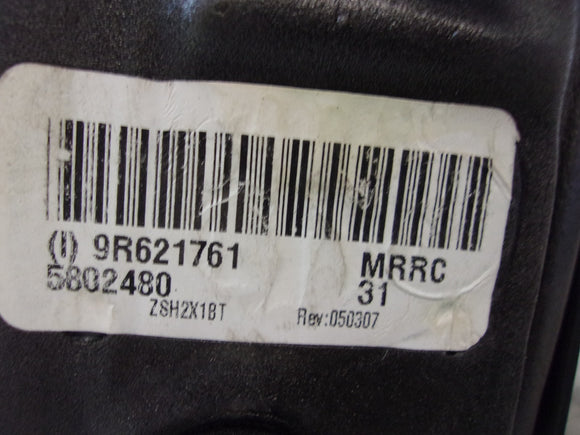 (I) 9R621761 MRRC
5802480 31
ZSH2X1BT Rev:050307